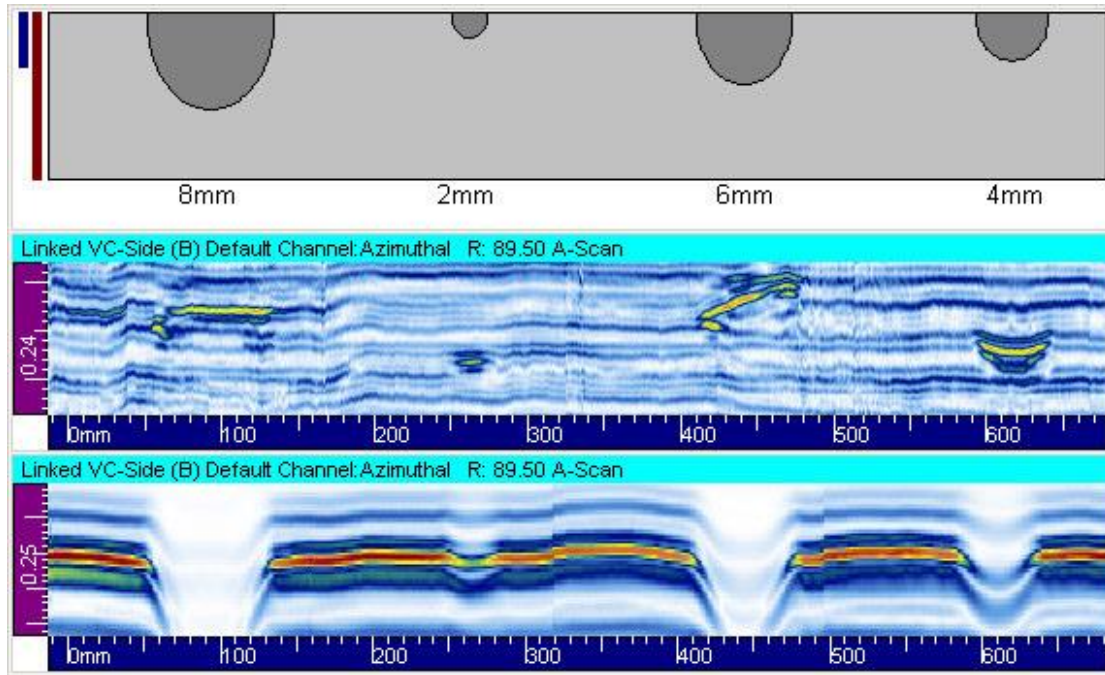 8mm 2mm 6mm 4mm
Linked VC-Side (B) Default Channel:Azimuthal R: 89.50 A-Scan
0.24
0mm 100 200 300 400 500 600
Linked VC-Side (B) Default Channel:Azimuthal R: 89.50 A-Scan
0.25
0mm 100 200 300 400 500 600